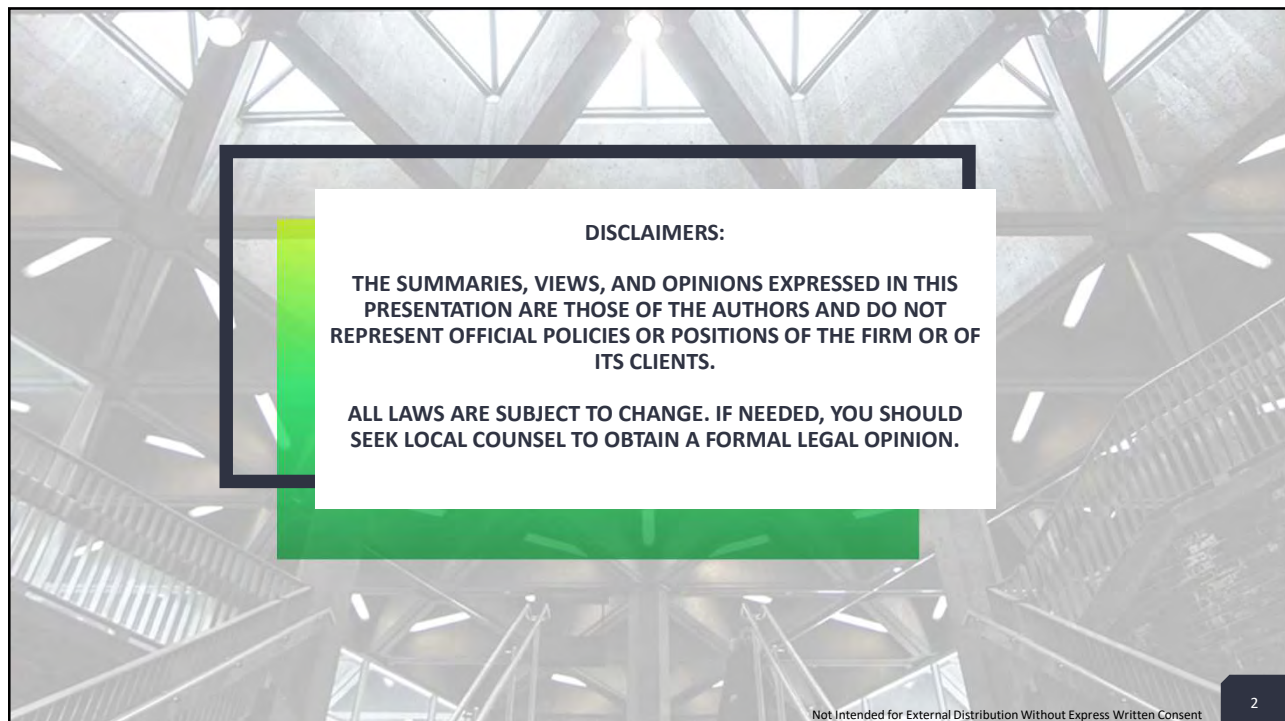 DISCLAIMERS:
THE SUMMARIES, VIEWS, AND OPINIONS EXPRESSED IN THIS
PRESENTATION ARE THOSE OF THE AUTHORS AND DO NOT
REPRESENT OFFICIAL POLICIES OR POSITIONS OF THE FIRM OR OF
ITS CLIENTS.
ALL LAWS ARE SUBJECT TO CHANGE. IF NEEDED, YOU SHOULD
SEEK LOCAL COUNSEL TO OBTAIN A FORMAL LEGAL OPINION.
Not Intended for External Distribution Without Express Written Consent
2